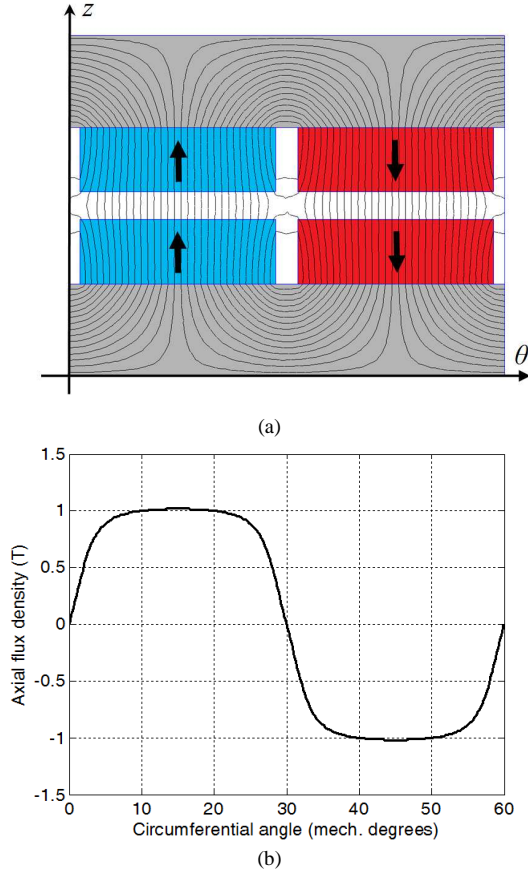 z
θ
(a)
1.5
1
0.5
0
-0.5
-1
-1.5
Axial flux density (T)
0 10 20 30 40 50 60
Circumferential angle (mech. degrees)
(b)